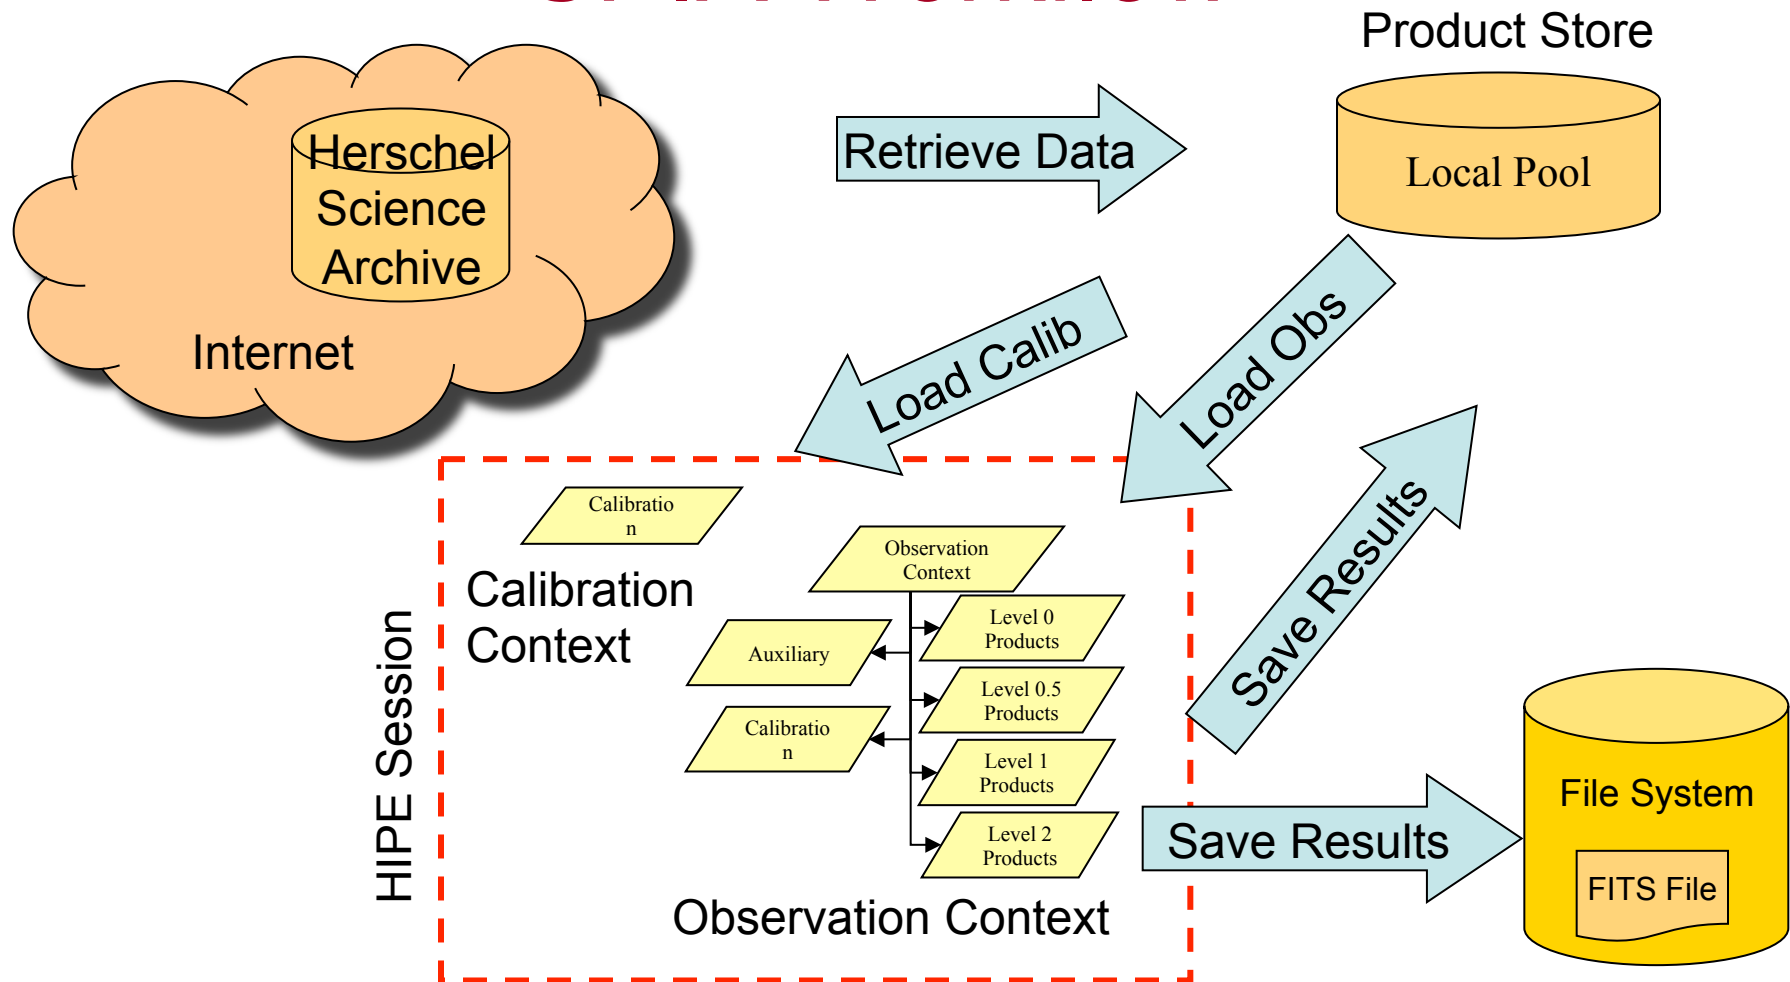 Product Store
Herschel
Science
Archive
Internet
Retrieve Data
Local Pool
Load Calib
Load Obs
Save Results
HIPE Session
Calibratio
n
Calibration
Context
Observation
Context
Auxiliary
Calibratio
n
Level 0
Products
Level 0.5
Products
Level 1
Products
Level 2
Products
Observation Context
Save Results
File System
FITS File